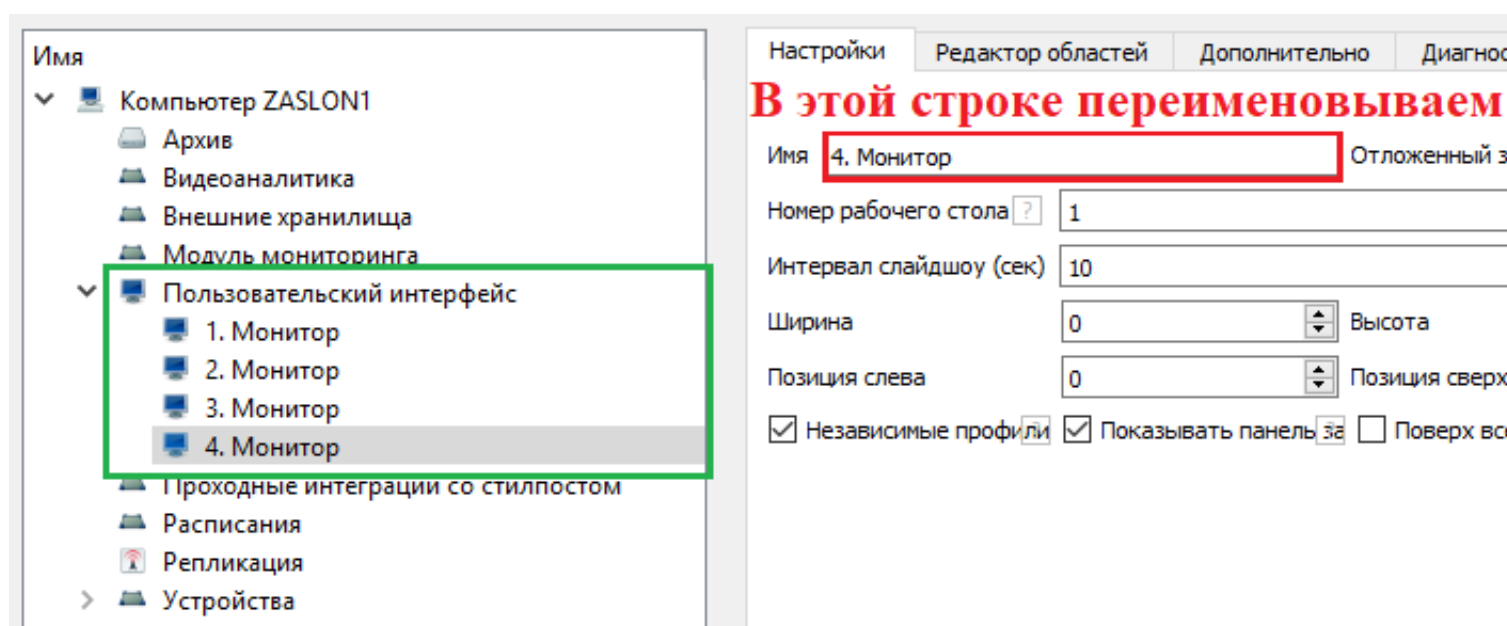 Имя
Компьютер ZASLON1
Архив
Видеоаналитика
Внешние хранилища
Модуль мониторинга
Пользовательский интерфейс
1. Монитор
2. Монитор
3. Монитор
4. Монитор
Проходные интеграции со стилпостом
Расписания
Репликация
Устройства
Настройки Редактор областей Дополнительно Диагнос
В этой строке переименовываем
Имя 4. Монитор Отложенный з
Номер рабочего стола ? 1
Интервал слайдшоу (сек) 10
Ширина 0 Высота
Позиция слева 0 Позиция сверх
Независимые профили Показывать панель за Поверх все